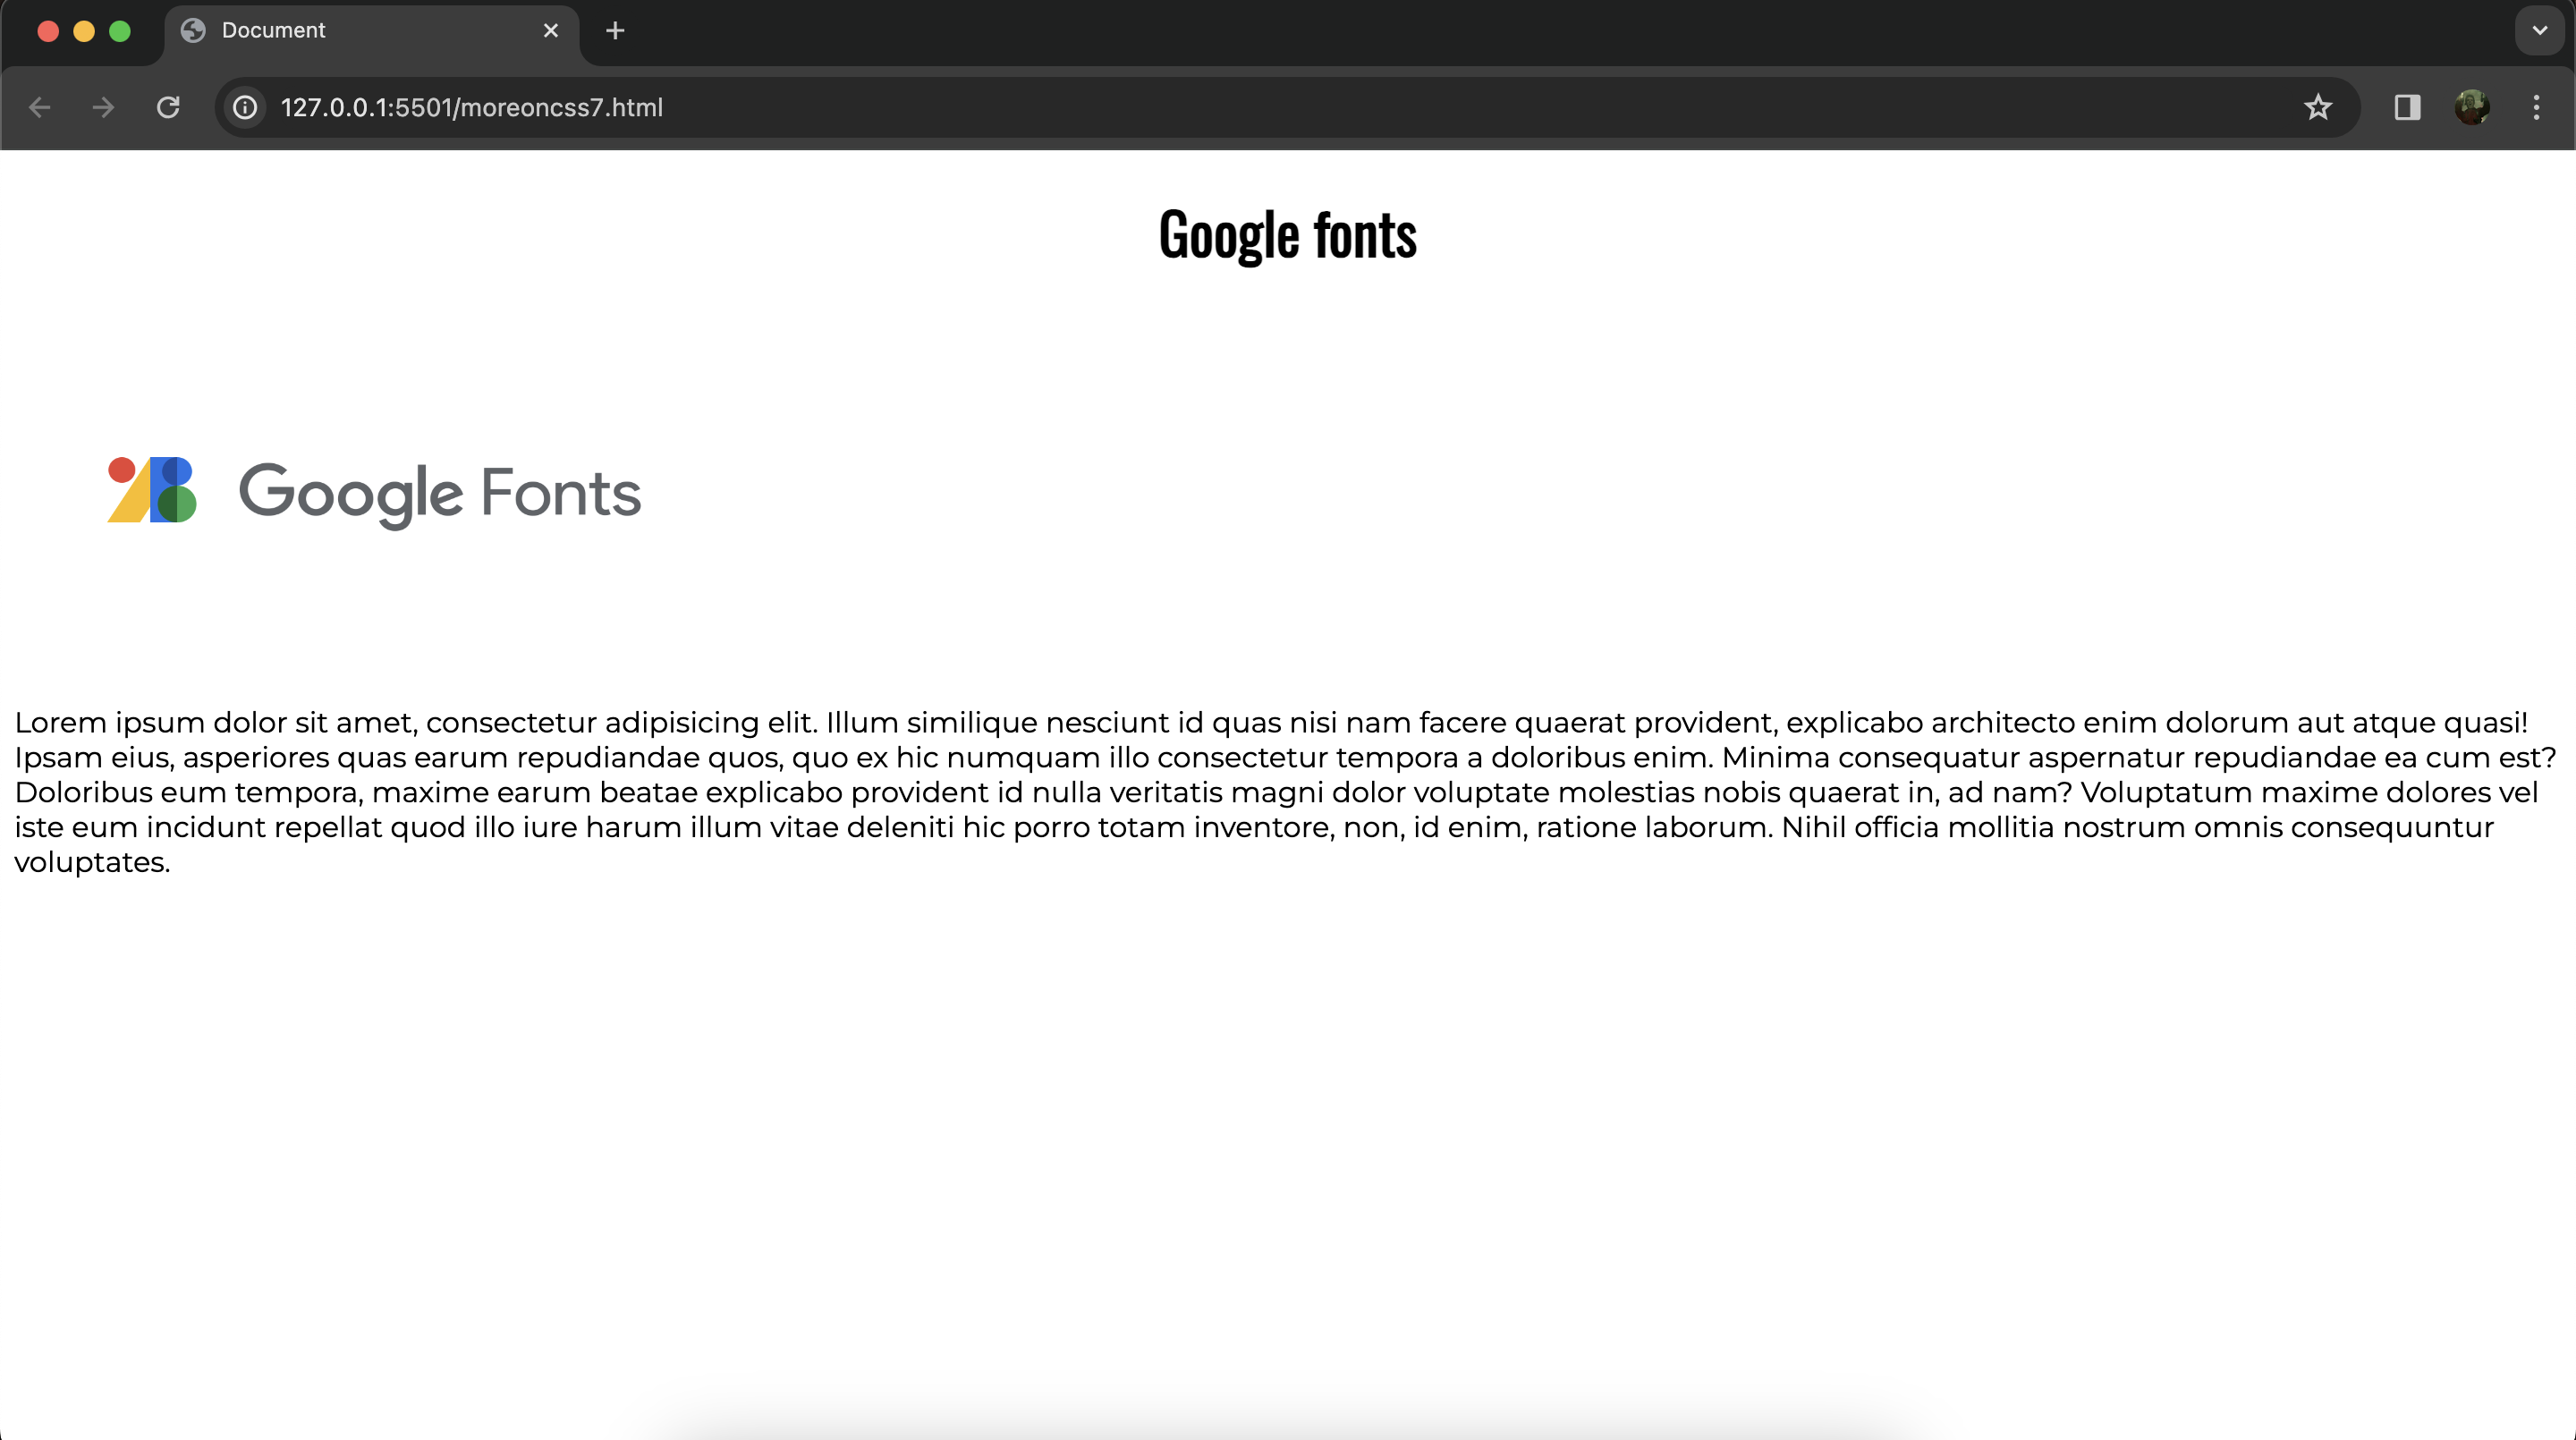 Document
127.0.0.1:5501/moreoncss7.html
Google fonts
Google Fonts
Lorem ipsum dolor sit amet, consectetur adipisicing elit. Illum similique nesciunt id quas nisi nam facere quaerat provident, explicabo architecto enim dolorum aut atque quasi!
Ipsam eius, asperiores quas earum repudiandae quos, quo ex hic numquam illo consectetur tempora a doloribus enim. Minima consequatur aspernatur repudiandae ea cum est?
Doloribus eum tempora, maxime earum beatae explicabo provident id nulla veritatis magni dolor voluptate molestias nobis quaerat in, ad nam? Voluptatum maxime dolores vel
iste eum incidunt repellat quod illo iure harum illum vitae deleniti hic porro totam inventore, non, id enim, ratione laborum. Nihil officia mollitia nostrum omnis consequuntur
voluptates.